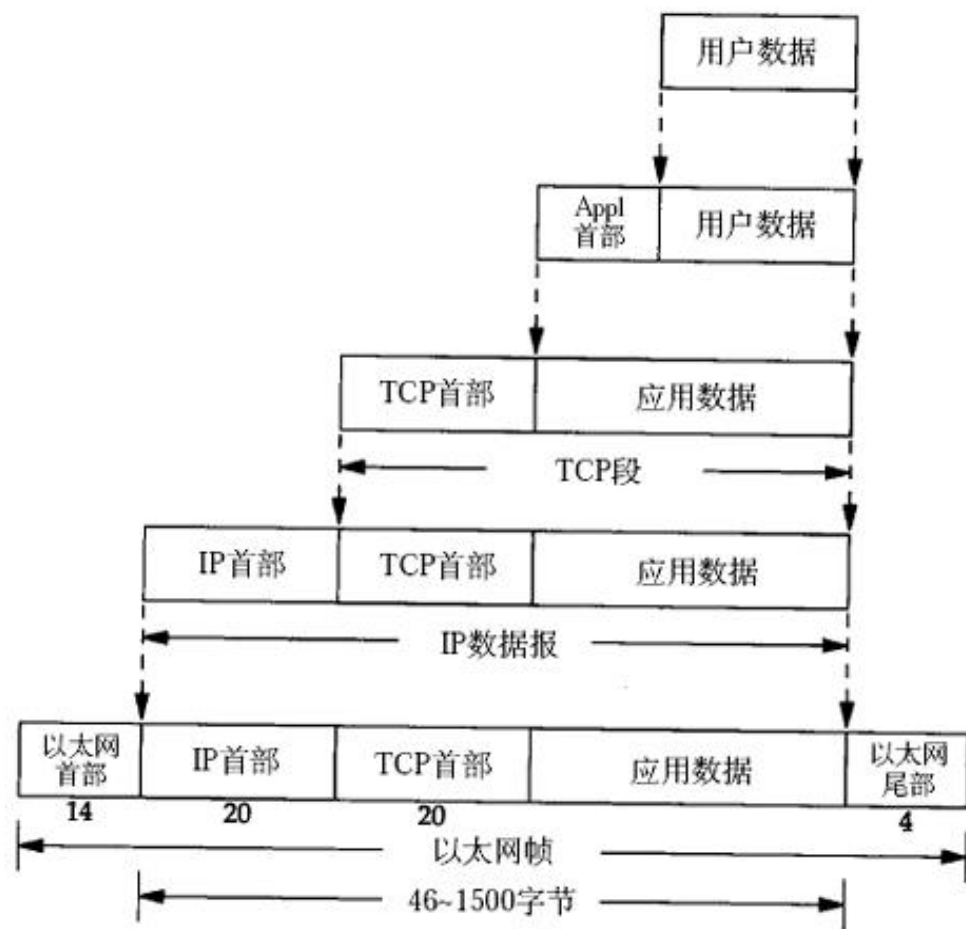 用户数据
Appl
首部
用户数据
TCP首部
应用数据
TCP段
IP首部
TCP首部
应用数据
IP数据报
以太网
首部
IP首部
TCP首部
应用数据
以太网
尾部
14
20
20
4
以太网帧
46~1500字节